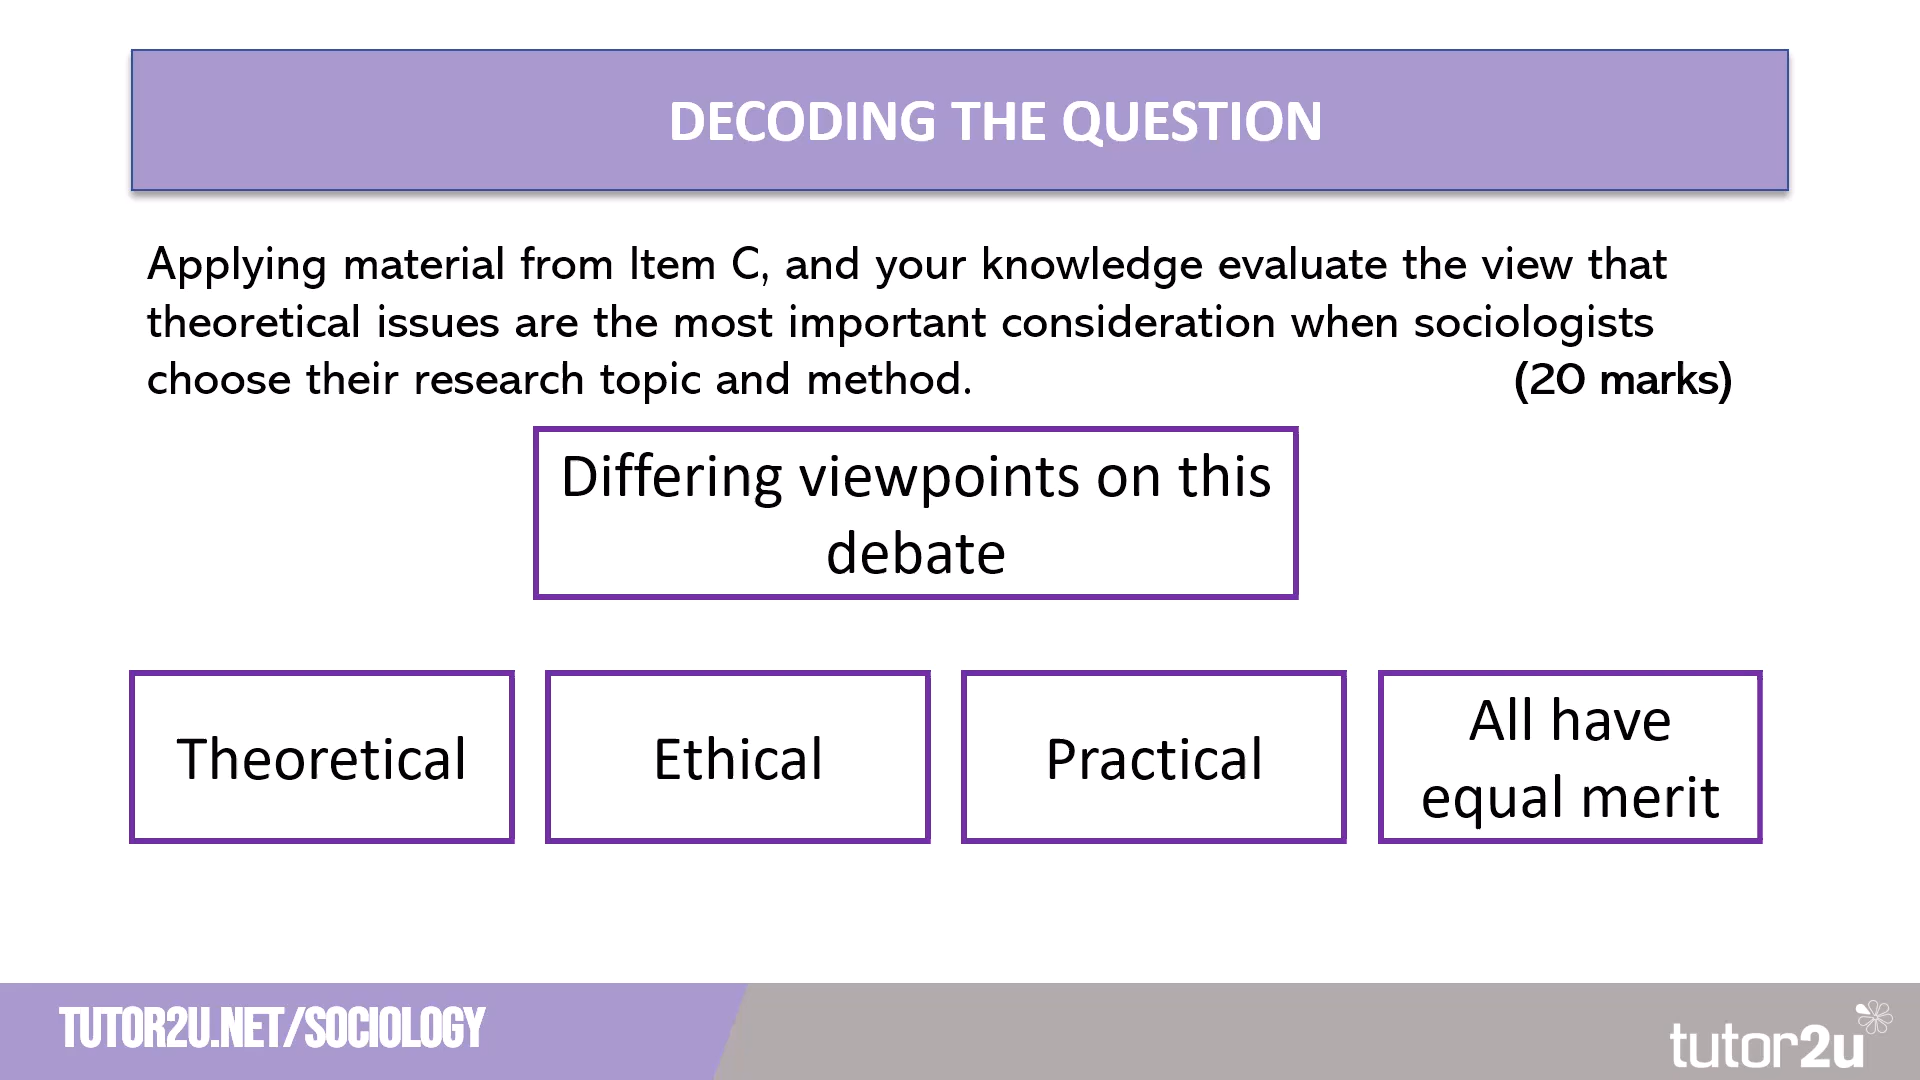 DECODING THE QUESTION
Applying material from Item C, and your knowledge evaluate the view that
theoretical issues are the most important consideration when sociologists
choose their research topic and method. (20 marks)
Differing viewpoints on this
debate
Theoretical
Ethical
Practical
All have
equal merit
TUTOR2U.NET/SOCIOLOGY
tutor2u